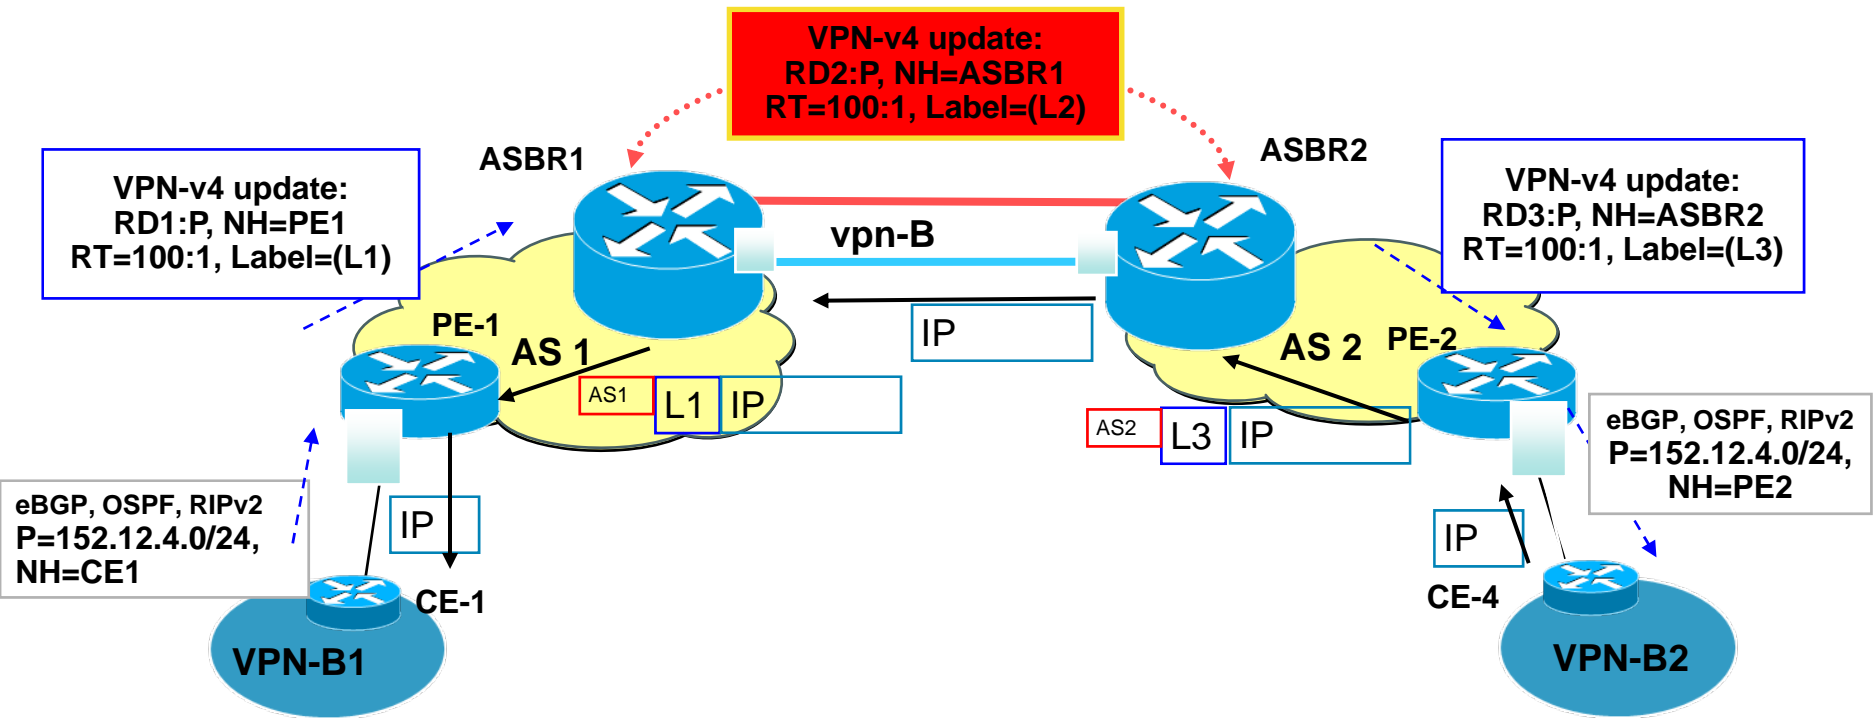 VPN-v4 update:
RD2:P, NH=ASBR1
RT=100:1, Label=(L2)
ASBR1
ASBR2
VPN-v4 update:
RD1:P, NH=PE1
RT=100:1, Label=(L1)
VPN-v4 update:
RD3:P, NH=ASBR2
RT=100:1, Label=(L3)
vpn-B
IP
PE-1
AS 1
AS 2
PE-2
AS1
L1
IP
AS2
L3
IP
eBGP, OSPF, RIPv2
P=152.12.4.0/24,
NH=CE1
IP
eBGP, OSPF, RIPv2
P=152.12.4.0/24,
NH=PE2
IP
CE-1
CE-4
VPN-B1
VPN-B2